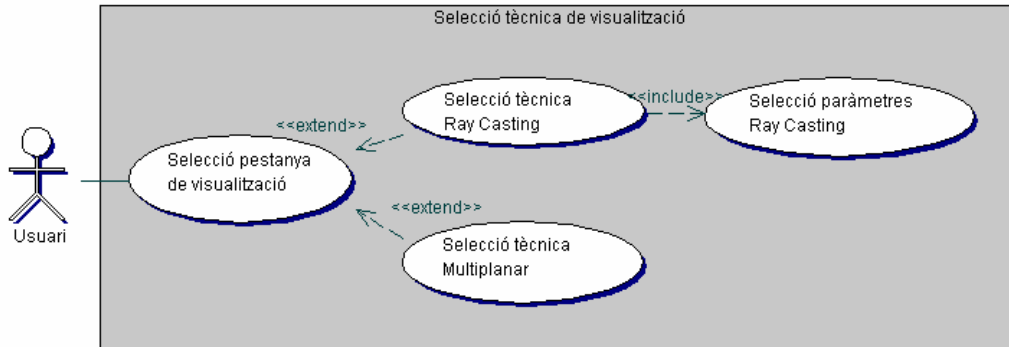 Selecció tècnica de visualització
Selecció tècnica
Ray Casting
<<include>>
Selecció paràmetres
Ray Casting
<<extend>>
Selecció pestanya
de visualització
<<extend>>
Selecció tècnica
Multiplanar
Usuari